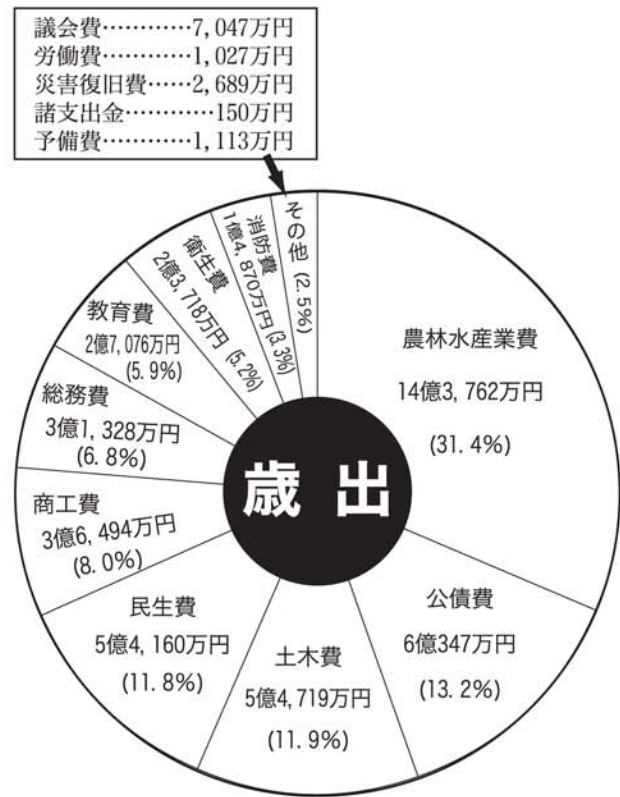 議会費…………7,047万円
労働費…………1,027万円
災害復旧費……2,689万円
諸支出金…………150万円
予備費…………1,113万円
その他 (2.5%)
消防費
1億4,870万円(3.3%)
衛生費
2億3,718万円(5.2%)
教育費
2億7,076万円
(5.9%)
総務費
3億1,328万円
(6.8%)
商工費
3億6,494万円
(8.0%)
民生費
5億4,160万円
(11.8%)
土木費
5億4,719万円
(11.9%)
公債費
6億347万円
(13.2%)
農林水産業費
14億3,762万円
(31.4%)
歳出